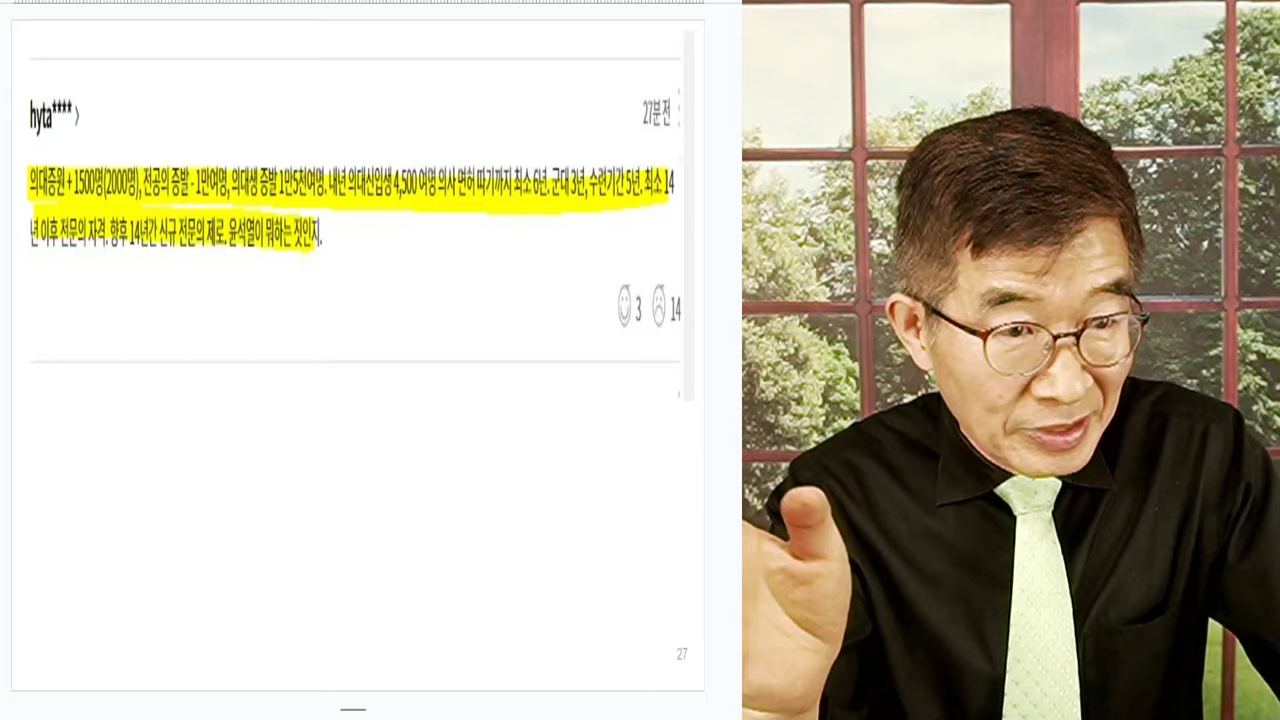 hyta**** 〉
27분전
의대증원 + 1500명(2000명), 전공의 증발 - 1만여명, 의대생 증발 1만5천여명. 내년 의대신입생 4,500 여명 의사 면허 따기까지 최소 6년. 군대 3년, 수련기간 5년. 최소 14
년 이후 전문의 자격. 향후 14년간 신규 전문의 제로. 윤석열이 뭐하는 짓인지.
3 14
27